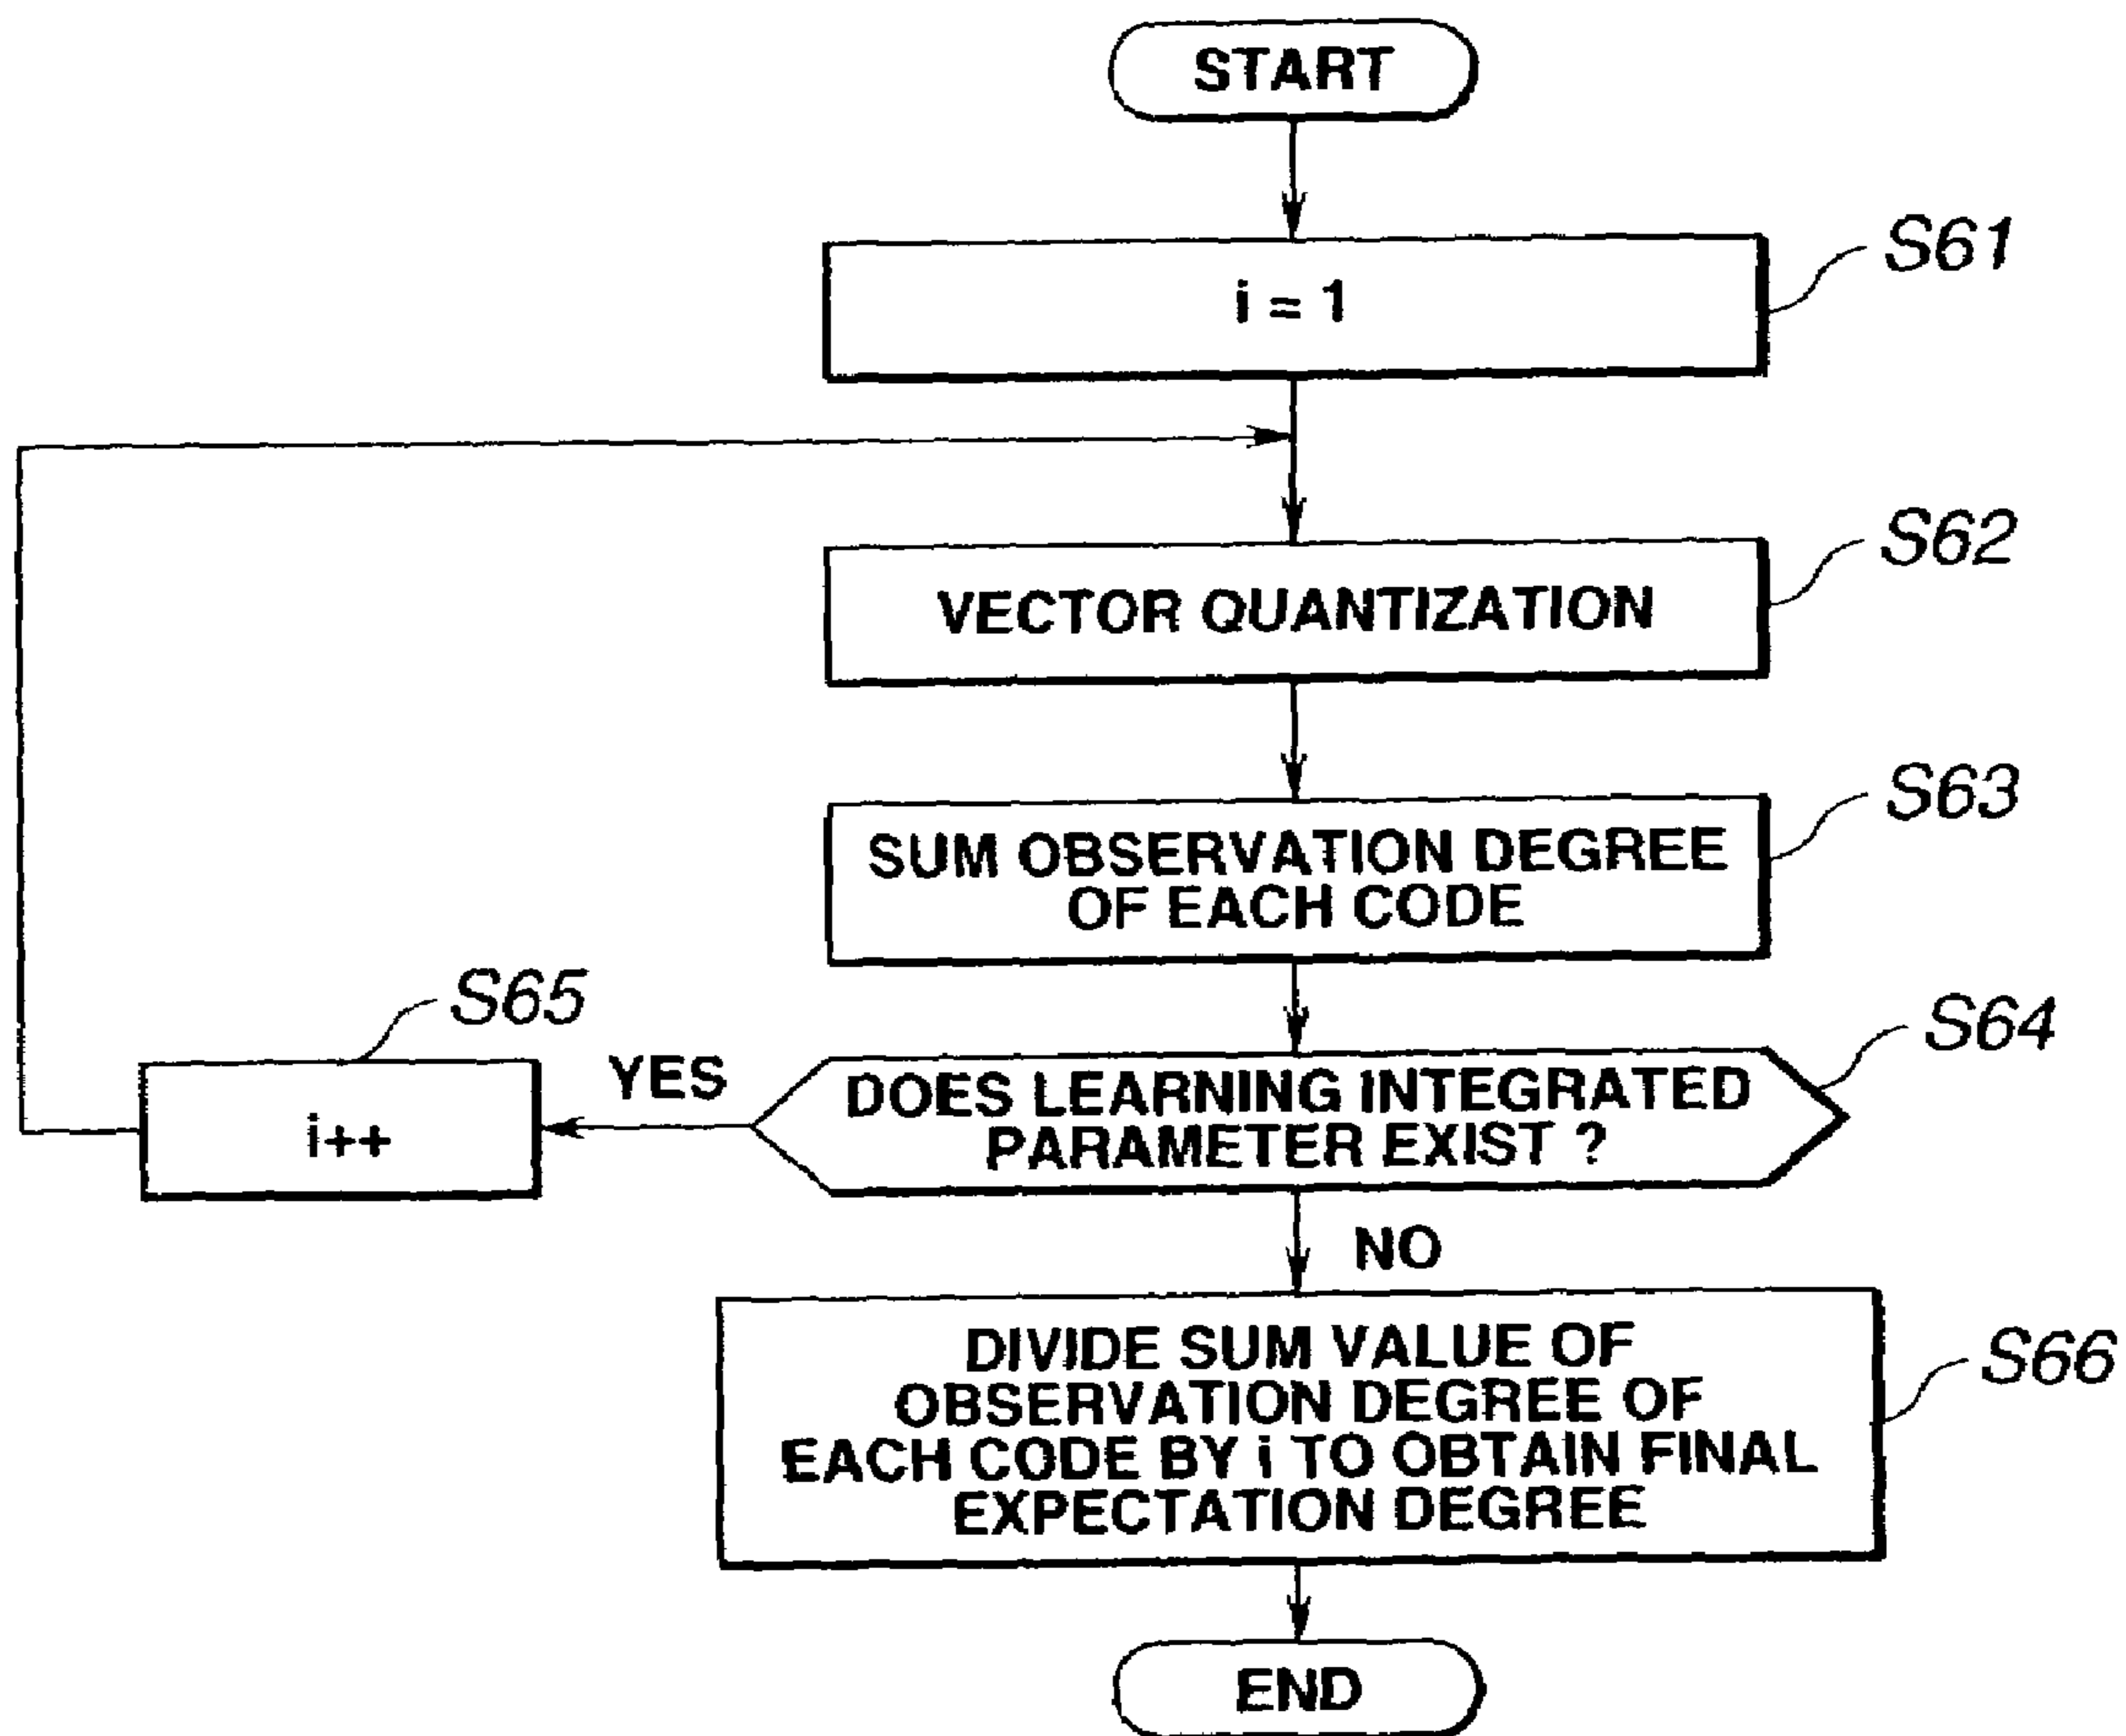 START
S61
i = 1
S62
VECTOR QUANTIZATION
S63
SUM OBSERVATION DEGREE
OF EACH CODE
S65
S64
YES
DOES LEARNING INTEGRATED
PARAMETER EXIST ?
i++
NO
DIVIDE SUM VALUE OF
OBSERVATION DEGREE OF
EACH CODE BY i TO OBTAIN FINAL
EXPECTATION DEGREE
S66
END